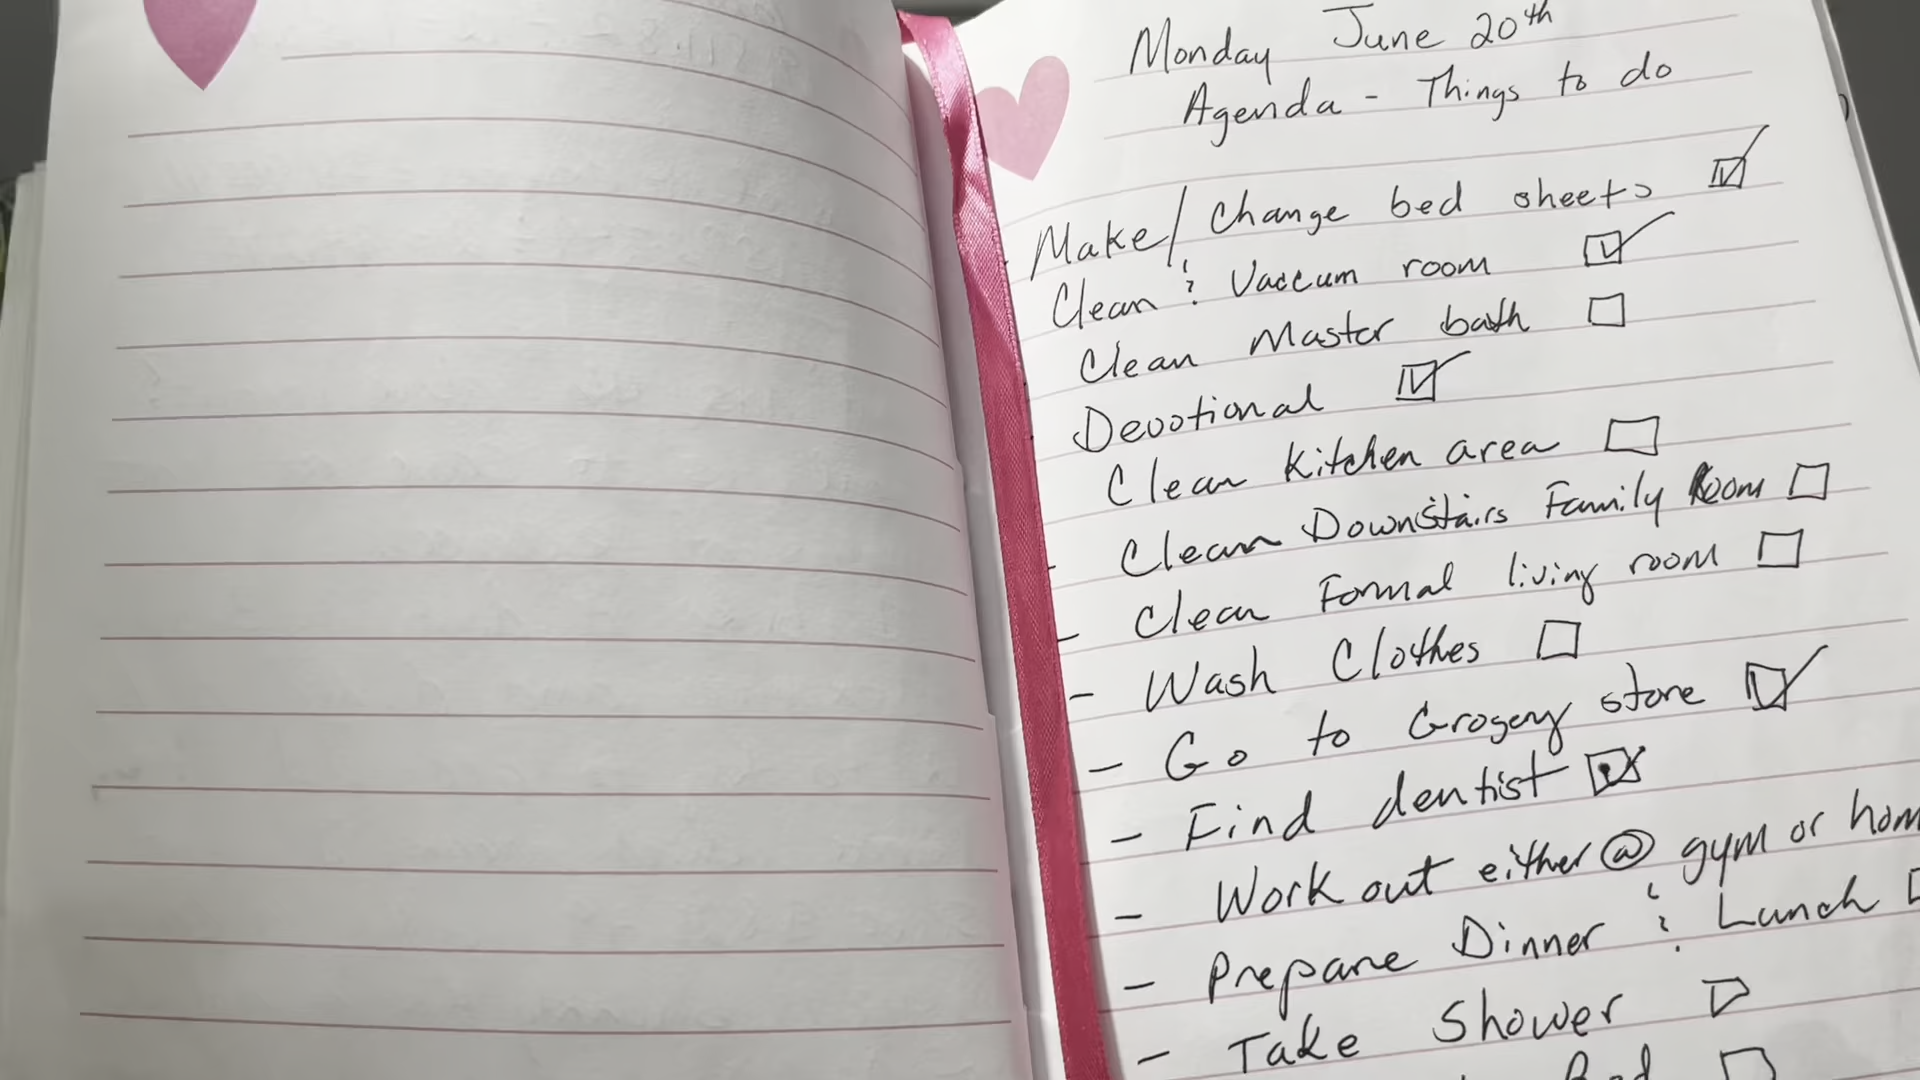 Monday June 20th
Agenda - Things to do
Make/Change bed sheets ☑
Clean & Vaccum room ☑
Clean Master bath ☐
Devotional ☑
Clean Kitchen area ☐
- Clean Downstairs Family Room ☐
- Clean Formal living room ☐
- Wash Clothes ☐
- Go to Grogery store ☑
- Find dentist ☑
- Work out either @ gym or hom
- Prepare Dinner & Lunch ☐
- Take Shower ☐
Bed ☐